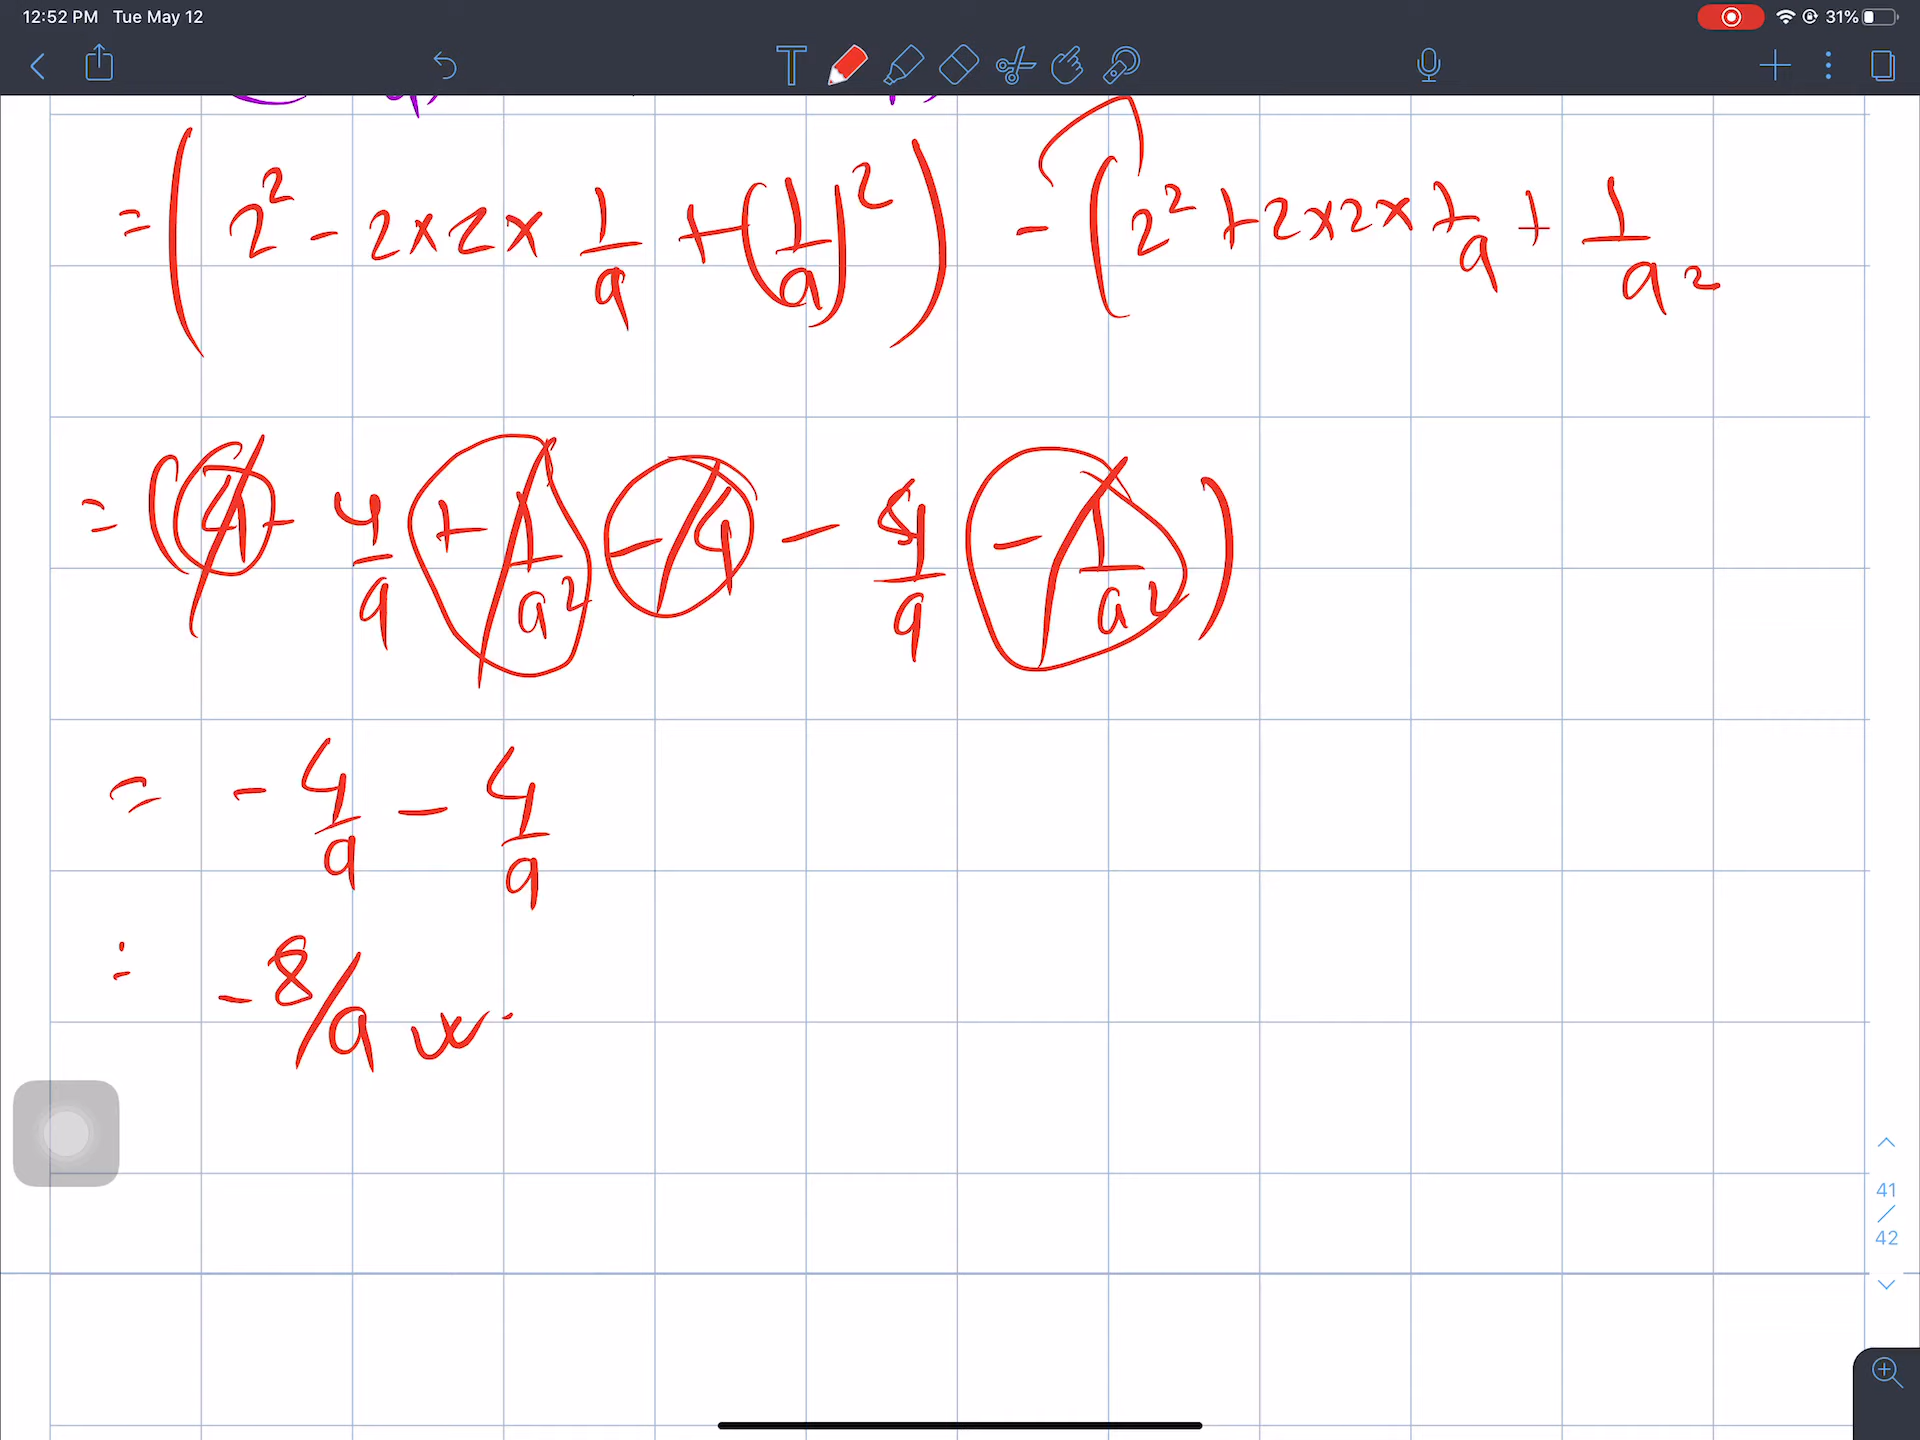 12:52 PM Tue May 12 31%
= ( 2² - 2×2× 1/a + (1/a)² ) - ( 2² + 2×2× 1/a + 1/a²
= ( 4 - 4/a + 1/a² - 4 - 4/a - 1/a² )
= - 4/a - 4/a
= - 8/a
41
/
42